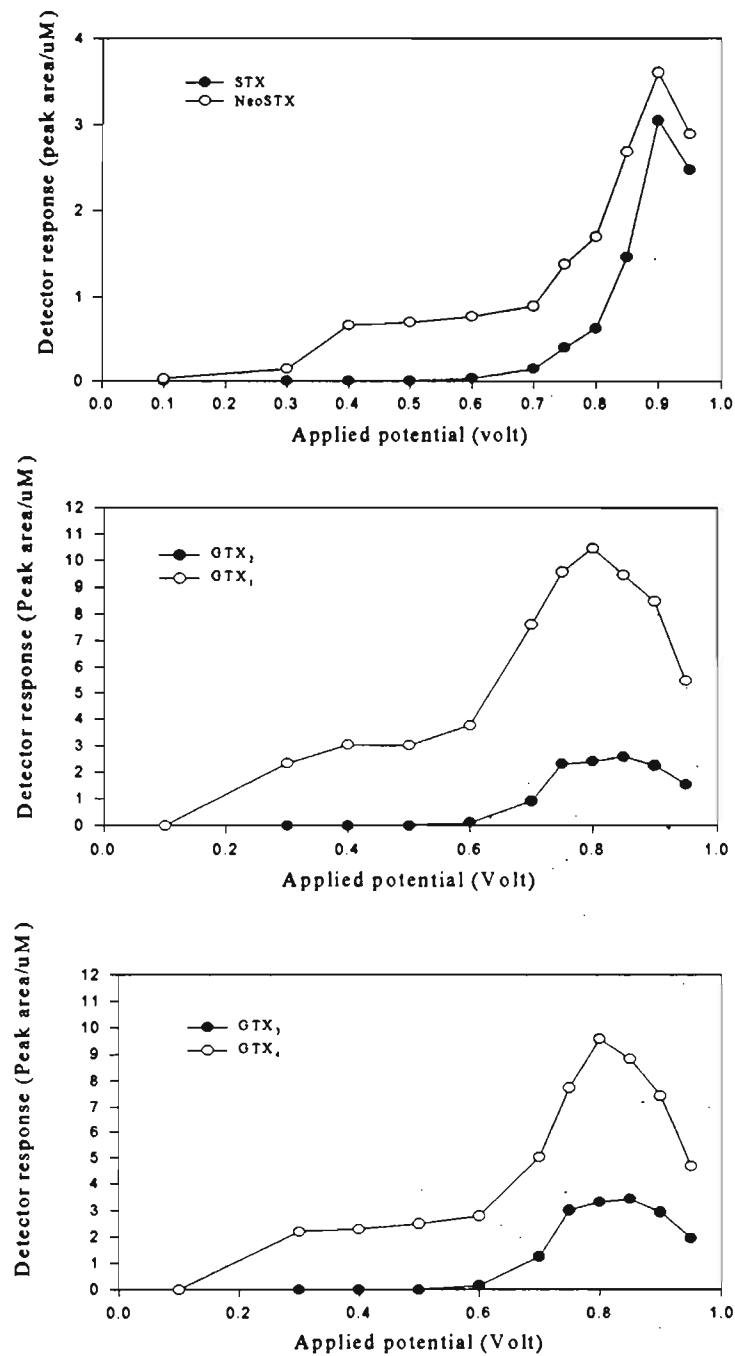 Detector response (peak area/uM)
4
3
2
1
0
STX
NeoSTX
0.0 0.1 0.2 0.3 0.4 0.5 0.6 0.7 0.8 0.9 1.0
Applied potential (volt)
Detector response (Peak area/uM)
12
11
10
9
8
7
6
5
4
3
2
1
0
GTX₂
GTX₁
0.0 0.2 0.4 0.6 0.8 1.0
Applied potential (Volt)
Detector response (Peak area/uM)
12
11
10
9
8
7
6
5
4
3
2
1
0
GTX₃
GTX₄
0.0 0.2 0.4 0.6 0.8 1.0
Applied potential (Volt)